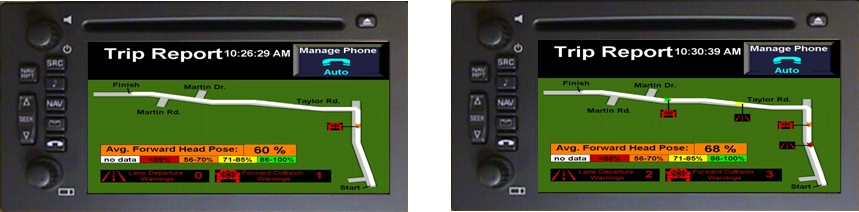 Trip Report 10:26:29 AM
Manage Phone
Auto
NAV
RPT
SRC
SEEK
NAV
Finish
Martin Dr.
Martin Rd.
Taylor Rd.
Avg. Forward Head Pose: 60 %
no data <56% 56-70% 71-85% 86-100%
Lane Departure
Warnings 0
Forward Collision
Warnings 1
Start
Trip Report 10:30:39 AM
Manage Phone
Auto
NAV
RPT
SRC
SEEK
NAV
Finish
Martin Dr.
Martin Rd.
Taylor Rd.
Avg. Forward Head Pose: 68 %
no data <56% 56-70% 71-85% 86-100%
Lane Departure
Warnings 2
Forward Collision
Warnings 3
Start